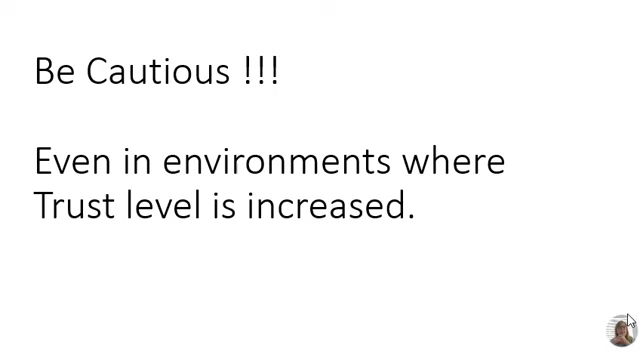 Be Cautious !!!
Even in environments where
Trust level is increased.